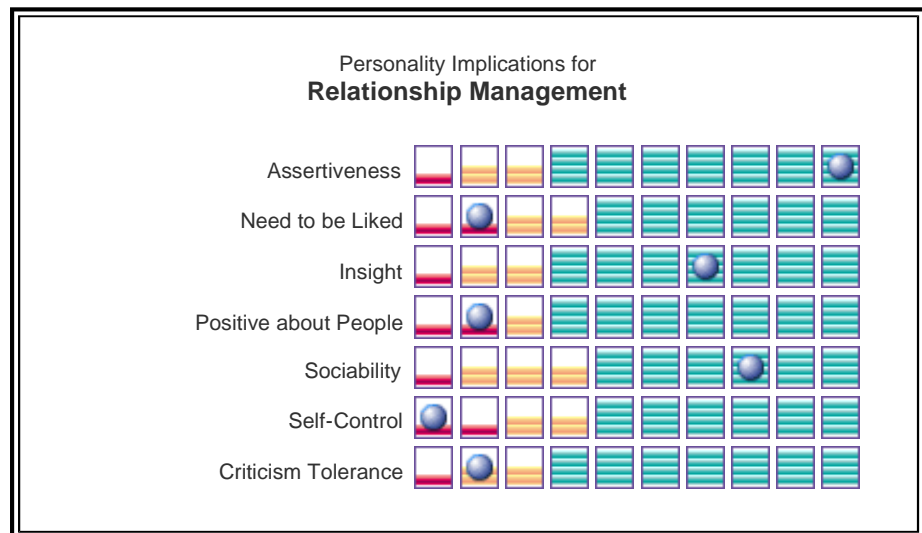 Personality Implications for
Relationship Management
Assertiveness
Need to be Liked
Insight
Positive about People
Sociability
Self-Control
Criticism Tolerance